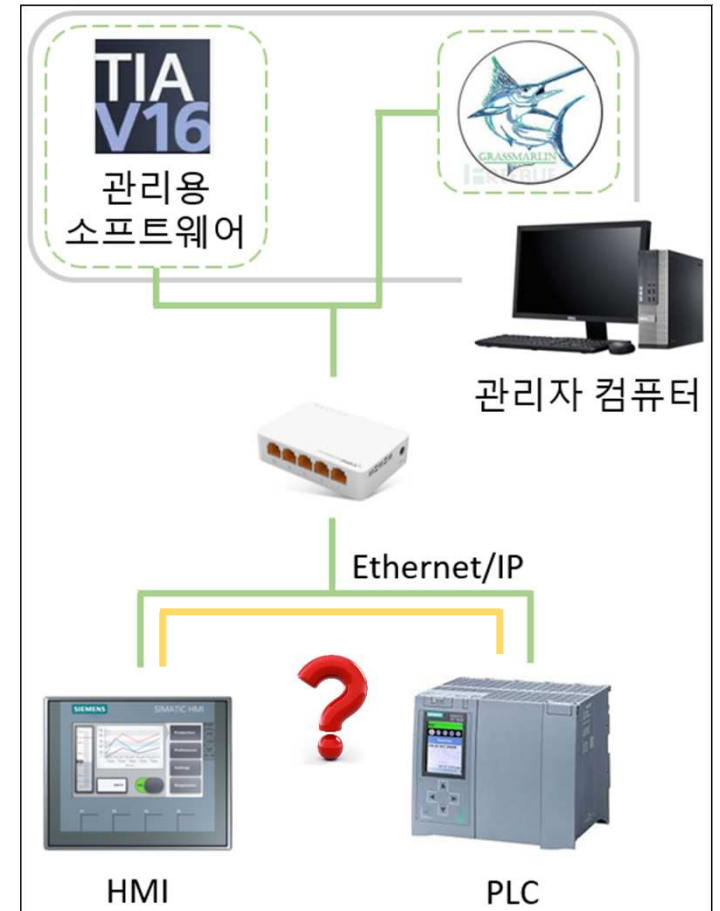 TIA
V16
관리용
소프트웨어
GRASSMARLIN
관리자 컴퓨터
Ethernet/IP
SIEMENS
SIMATIC HMI
HMI
PLC